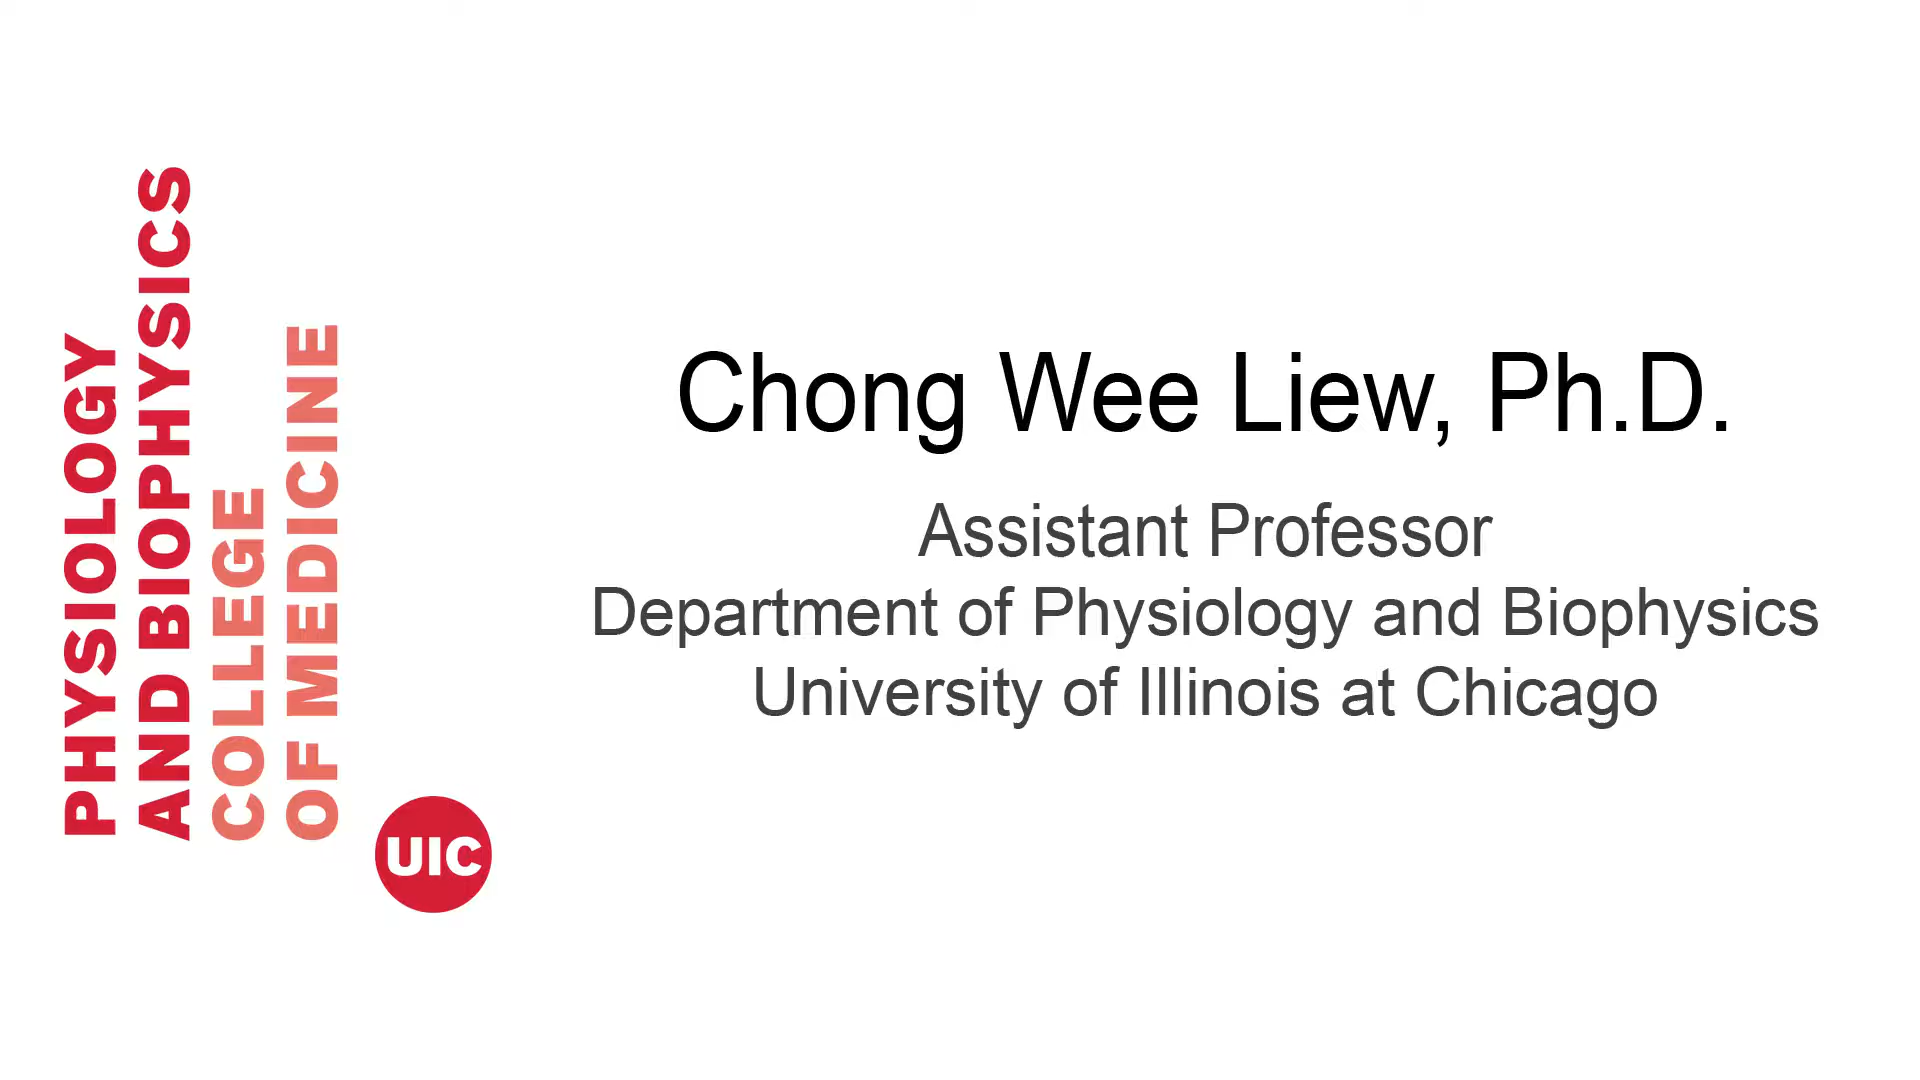 PHYSIOLOGY
AND BIOPHYSICS
COLLEGE
OF MEDICINE
UIC
Chong Wee Liew, Ph.D.
Assistant Professor
Department of Physiology and Biophysics
University of Illinois at Chicago